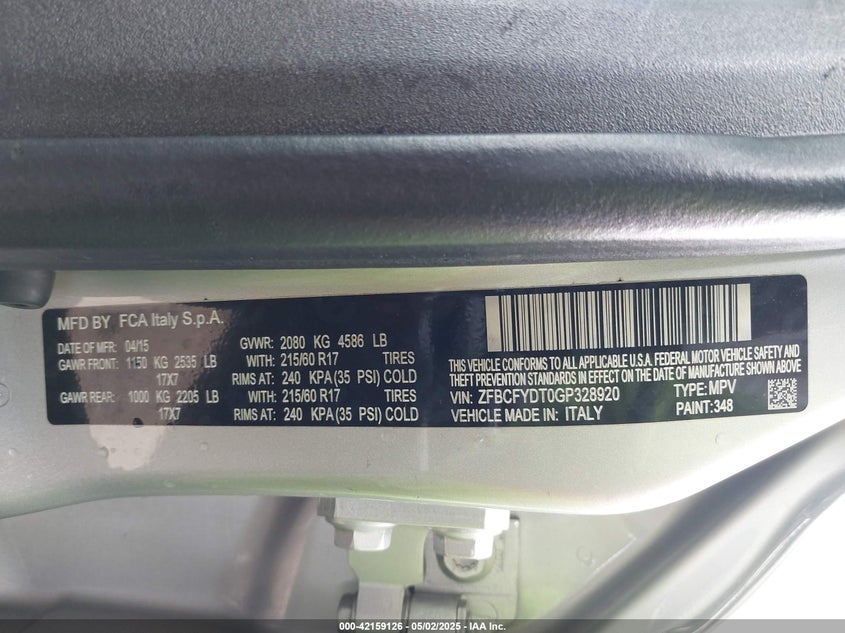 MFD BY FCA Italy S.p.A.
DATE OF MFR: 04/15 GVWR: 2080 KG 4586 LB
GAWR FRONT: 1150 KG 2535 LB WITH: 215/60 R17 TIRES
17X7 RIMS AT: 240 KPA(35 PSI) COLD
GAWR REAR: 1000 KG 2205 LB WITH: 215/60 R17 TIRES
17X7 RIMS AT: 240 KPA(35 PSI) COLD
THIS VEHICLE CONFORMS TO ALL APPLICABLE U.S.A. FEDERAL MOTOR VEHICLE SAFETY AND
THEFT PREVENTION STANDARDS IN EFFECT ON THE DATE OF MANUFACTURE SHOWN ABOVE.
VIN: ZFBCFYDT0GP328920 TYPE: MPV
VEHICLE MADE IN: ITALY PAINT: 348
000-42159126 - 05/02/2025 - IAA Inc.